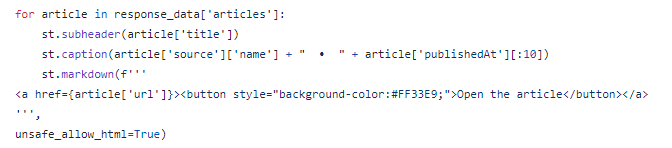 for article in response_data['articles']:
    st.subheader(article['title'])
    st.caption(article['source']['name'] + "  •  " + article['publishedAt'][:10])
    st.markdown(f'''
<a href={article['url']}><button style="background-color:#FF33E9;">Open the article</button></a>
''',
unsafe_allow_html=True)